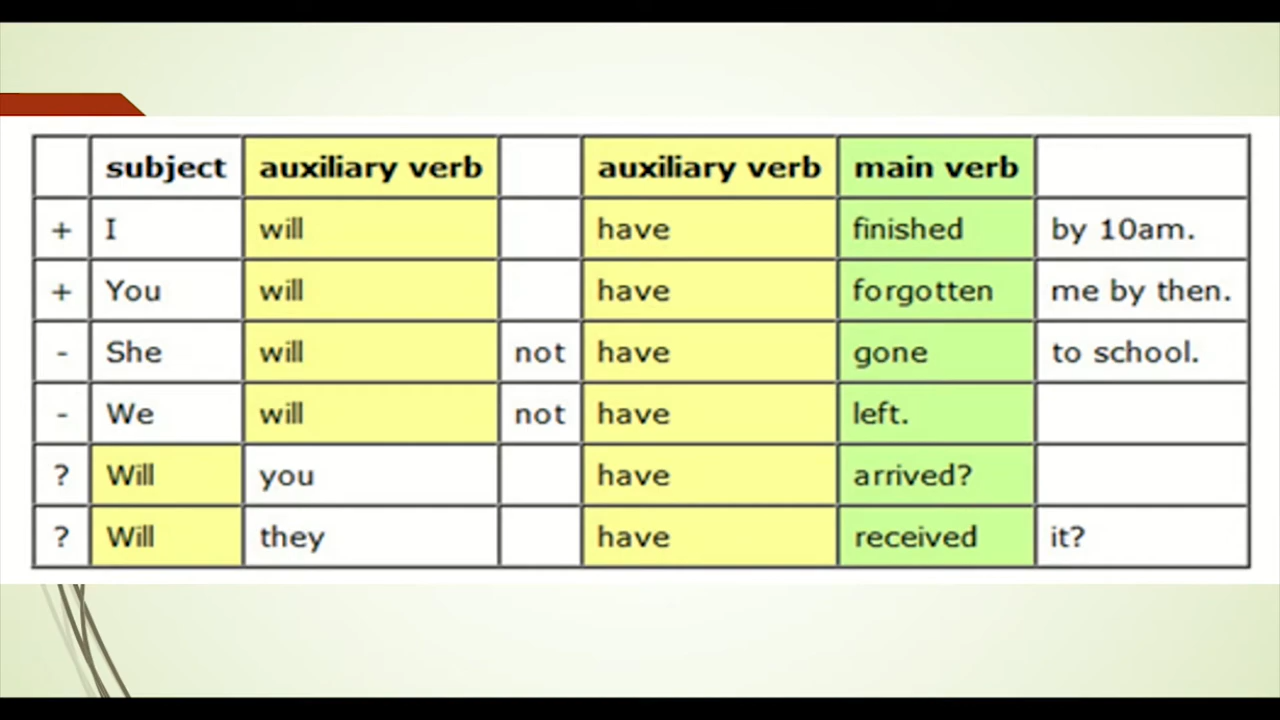 subject auxiliary verb auxiliary verb main verb
+ I will have finished by 10am.
+ You will have forgotten me by then.
- She will not have gone to school.
- We will not have left.
? Will you have arrived?
? Will they have received it?